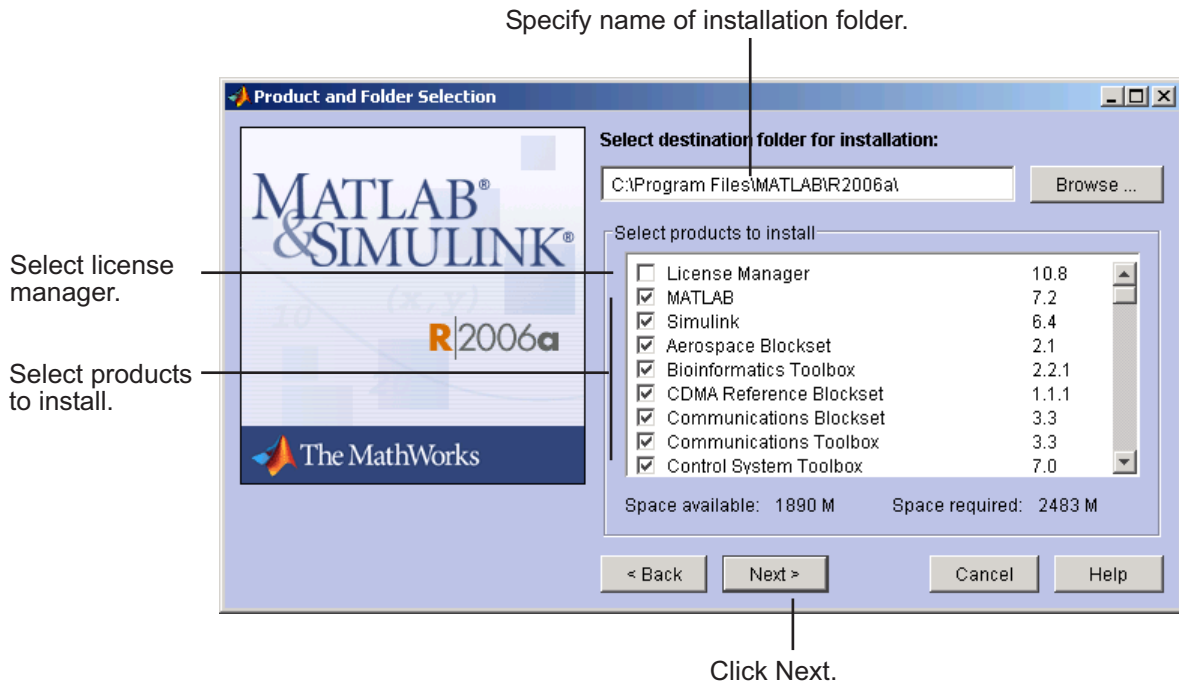 Specify name of installation folder.
Product and Folder Selection
MATLAB®
&SIMULINK®
10
(x,y)
R|2006a
The MathWorks
Select destination folder for installation:
C:\Program Files\MATLAB\R2006a\
Browse ...
Select products to install
License Manager 10.8
MATLAB 7.2
Simulink 6.4
Aerospace Blockset 2.1
Bioinformatics Toolbox 2.2.1
CDMA Reference Blockset 1.1.1
Communications Blockset 3.3
Communications Toolbox 3.3
Control System Toolbox 7.0
Space available: 1890 M Space required: 2483 M
< Back Next > Cancel Help
Select license
manager.
Select products
to install.
Click Next.